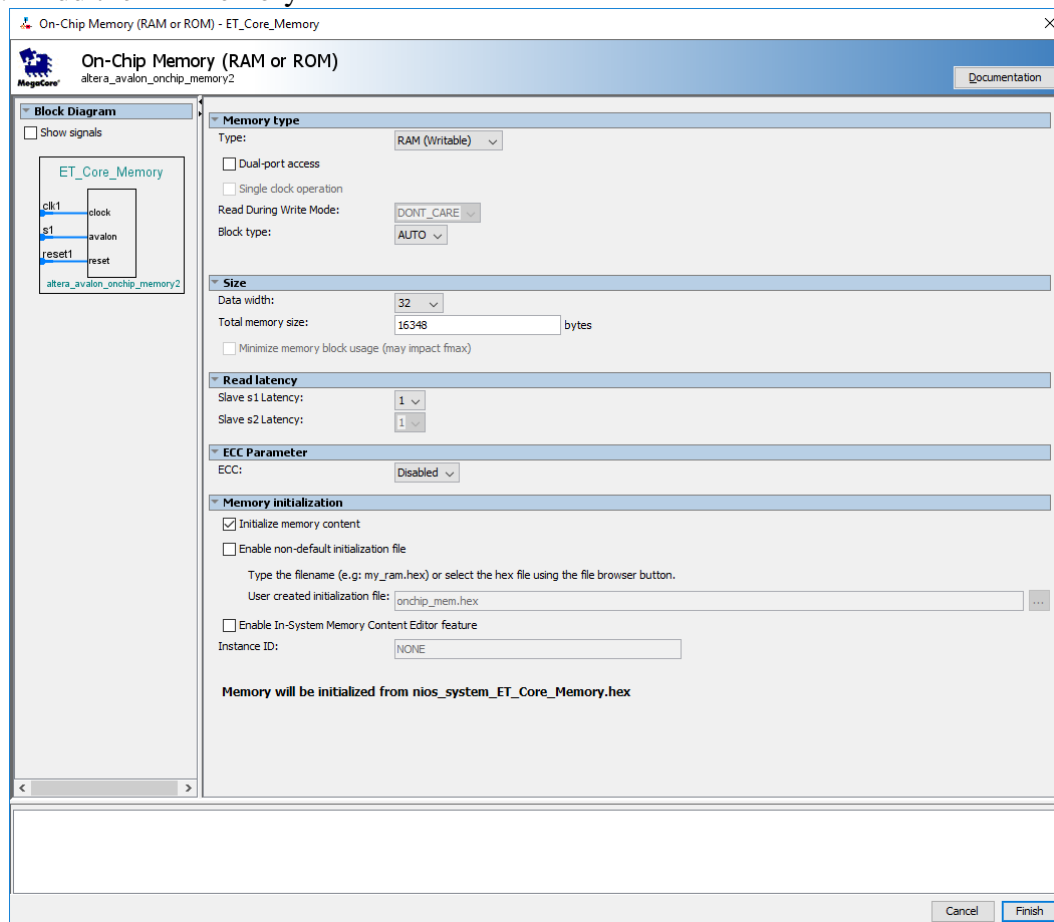 On-Chip Memory (RAM or ROM) - ET_Core_Memory
On-Chip Memory (RAM or ROM)
altera_avalon_onchip_memory2
MegaCore'
Documentation
Block Diagram
Show signals
ET_Core_Memory
clk1
clock
s1
avalon
reset1
reset
altera_avalon_onchip_memory2
Memory type
Type: RAM (Writable)
Dual-port access
Single clock operation
Read During Write Mode: DONT_CARE
Block type: AUTO
Size
Data width: 32
Total memory size: 16348 bytes
Minimize memory block usage (may impact fmax)
Read latency
Slave s1 Latency: 1
Slave s2 Latency: 1
ECC Parameter
ECC: Disabled
Memory initialization
Initialize memory content
Enable non-default initialization file
Type the filename (e.g: my_ram.hex) or select the hex file using the file browser button.
User created initialization file: onchip_mem.hex ...
Enable In-System Memory Content Editor feature
Instance ID: NONE
Memory will be initialized from nios_system_ET_Core_Memory.hex
Cancel Finish